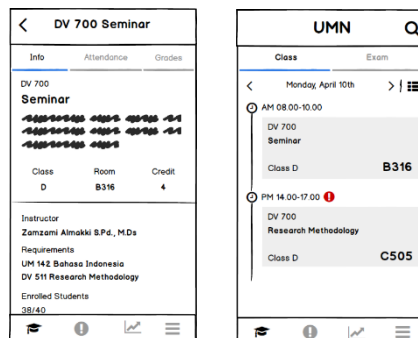 DV 700 Seminar
Info Attendance Grades
DV 700
Seminar
Class Room Credit
D B316 4
Instructor
Zamzami Almakki S.Pd., M.Ds
Requirements
UM 142 Bahasa Indonesia
DV 511 Research Methodology
Enrolled Students
38/40
UMN
Class Exam
Monday, April 10th
AM 08.00-10.00
DV 700
Seminar
Class D B316
PM 14.00-17.00
DV 700
Research Methodology
Class D C505